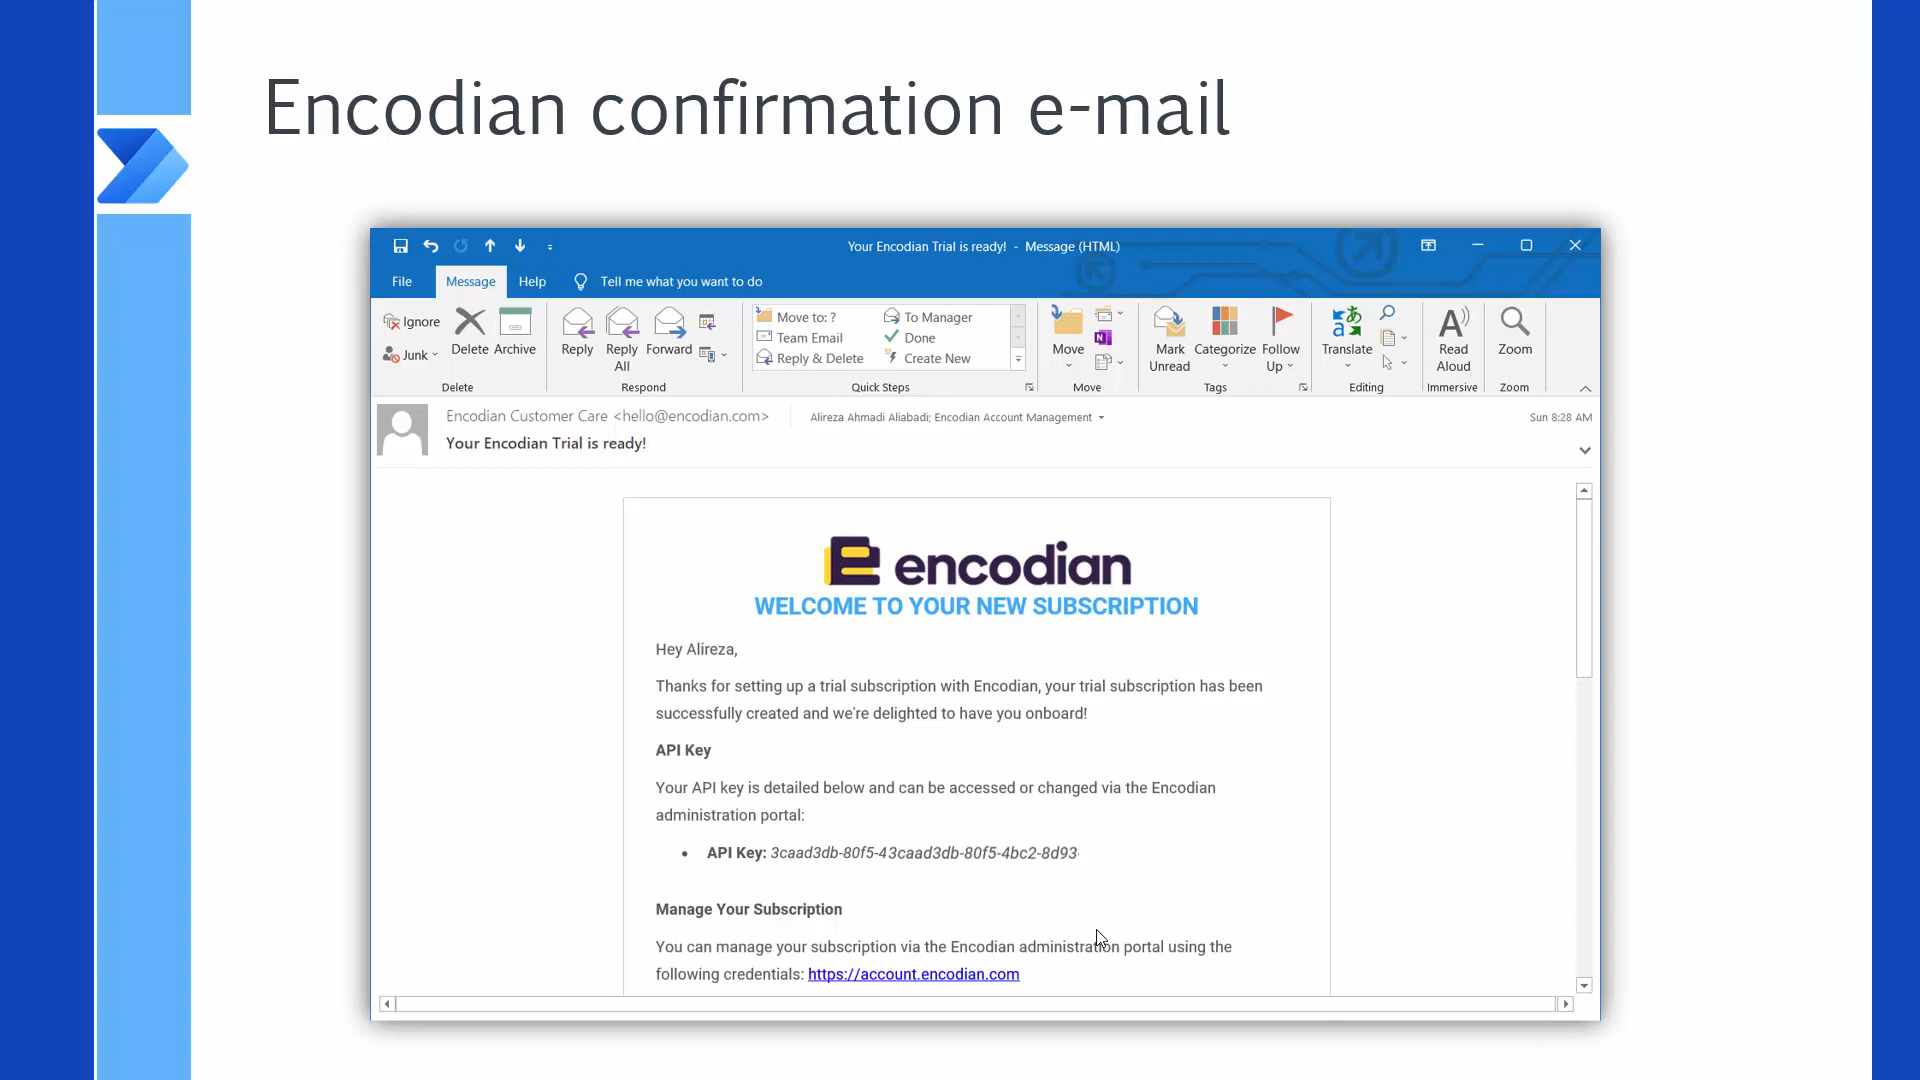 Encodian confirmation e-mail
Your Encodian Trial is ready! - Message (HTML)
File Message Help Tell me what you want to do
Ignore
Junk
Delete
Archive
Delete
Reply
Reply All
Forward
Respond
Move to: ?
To Manager
Team Email
Done
Reply & Delete
Create New
Quick Steps
Move
Move
Mark Unread
Categorize
Follow Up
Tags
Translate
Editing
Read Aloud
Immersive
Zoom
Zoom
Encodian Customer Care <hello@encodian.com>
Alireza Ahmadi Aliabadi; Encodian Account Management
Sun 8:28 AM
Your Encodian Trial is ready!
encodian
WELCOME TO YOUR NEW SUBSCRIPTION
Hey Alireza,
Thanks for setting up a trial subscription with Encodian, your trial subscription has been
successfully created and we're delighted to have you onboard!
API Key
Your API key is detailed below and can be accessed or changed via the Encodian
administration portal:
• API Key: 3caad3db-80f5-43caad3db-80f5-4bc2-8d93-
Manage Your Subscription
You can manage your subscription via the Encodian administration portal using the
following credentials: https://account.encodian.com